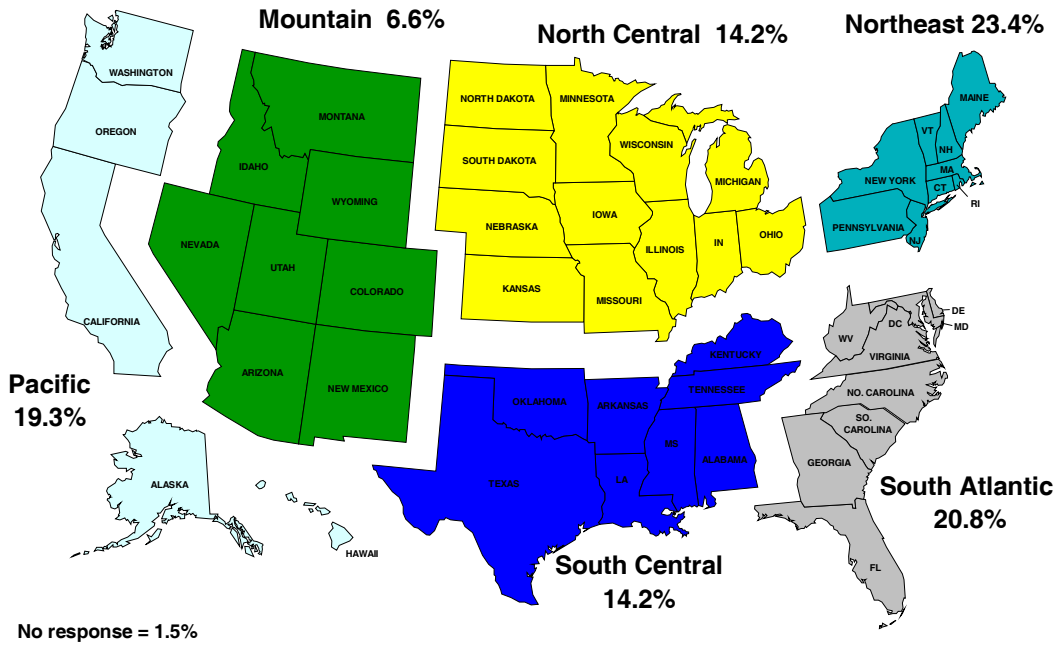 Mountain 6.6%
North Central 14.2%
Northeast 23.4%
WASHINGTON
OREGON
CALIFORNIA
Pacific
19.3%
ALASKA
HAWAII
MONTANA
IDAHO
WYOMING
NEVADA
UTAH
COLORADO
ARIZONA
NEW MEXICO
NORTH DAKOTA
MINNESOTA
SOUTH DAKOTA
WISCONSIN
MICHIGAN
NEBRASKA
IOWA
ILLINOIS
IN
OHIO
KANSAS
MISSOURI
MAINE
VT
NH
MA
NEW YORK
CT
RI
PENNSYLVANIA
NJ
KENTUCKY
TENNESSEE
OKLAHOMA
ARKANSAS
MS
ALABAMA
TEXAS
LA
South Central
14.2%
DE
MD
DC
WV
VIRGINIA
NO. CAROLINA
SO.
CAROLINA
GEORGIA
FL
South Atlantic
20.8%
No response = 1.5%